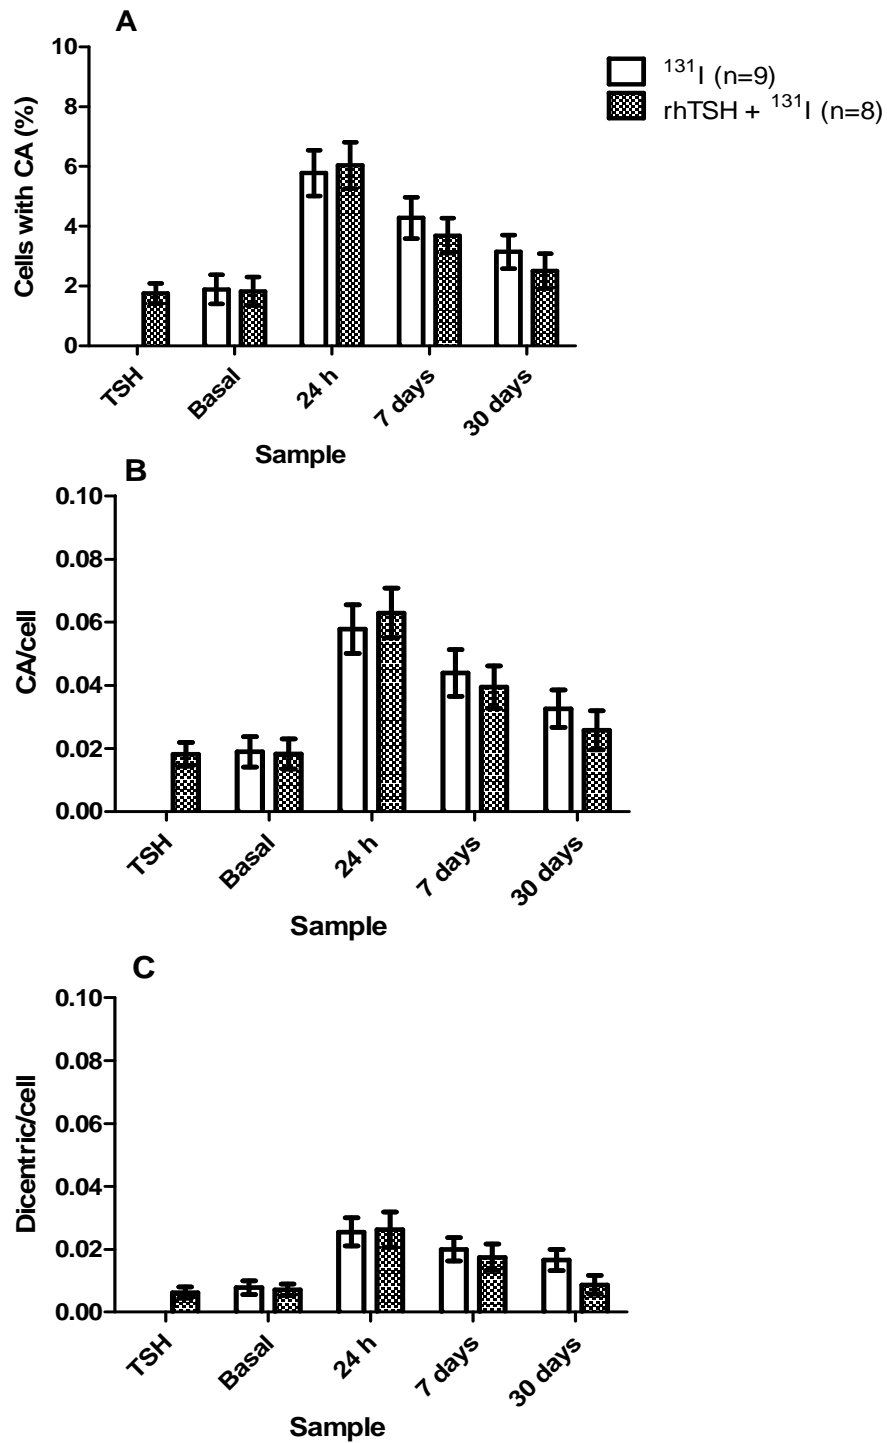 A
10
8
6
4
2
0
Cells with CA (%)
TSH
Basal
24 h
7 days
30 days
Sample
¹³¹I (n=9)
rhTSH + ¹³¹I (n=8)
B
0.10
0.08
0.06
0.04
0.02
0.00
CA/cell
TSH
Basal
24 h
7 days
30 days
Sample
C
0.10
0.08
0.06
0.04
0.02
0.00
Dicentric/cell
TSH
Basal
24 h
7 days
30 days
Sample